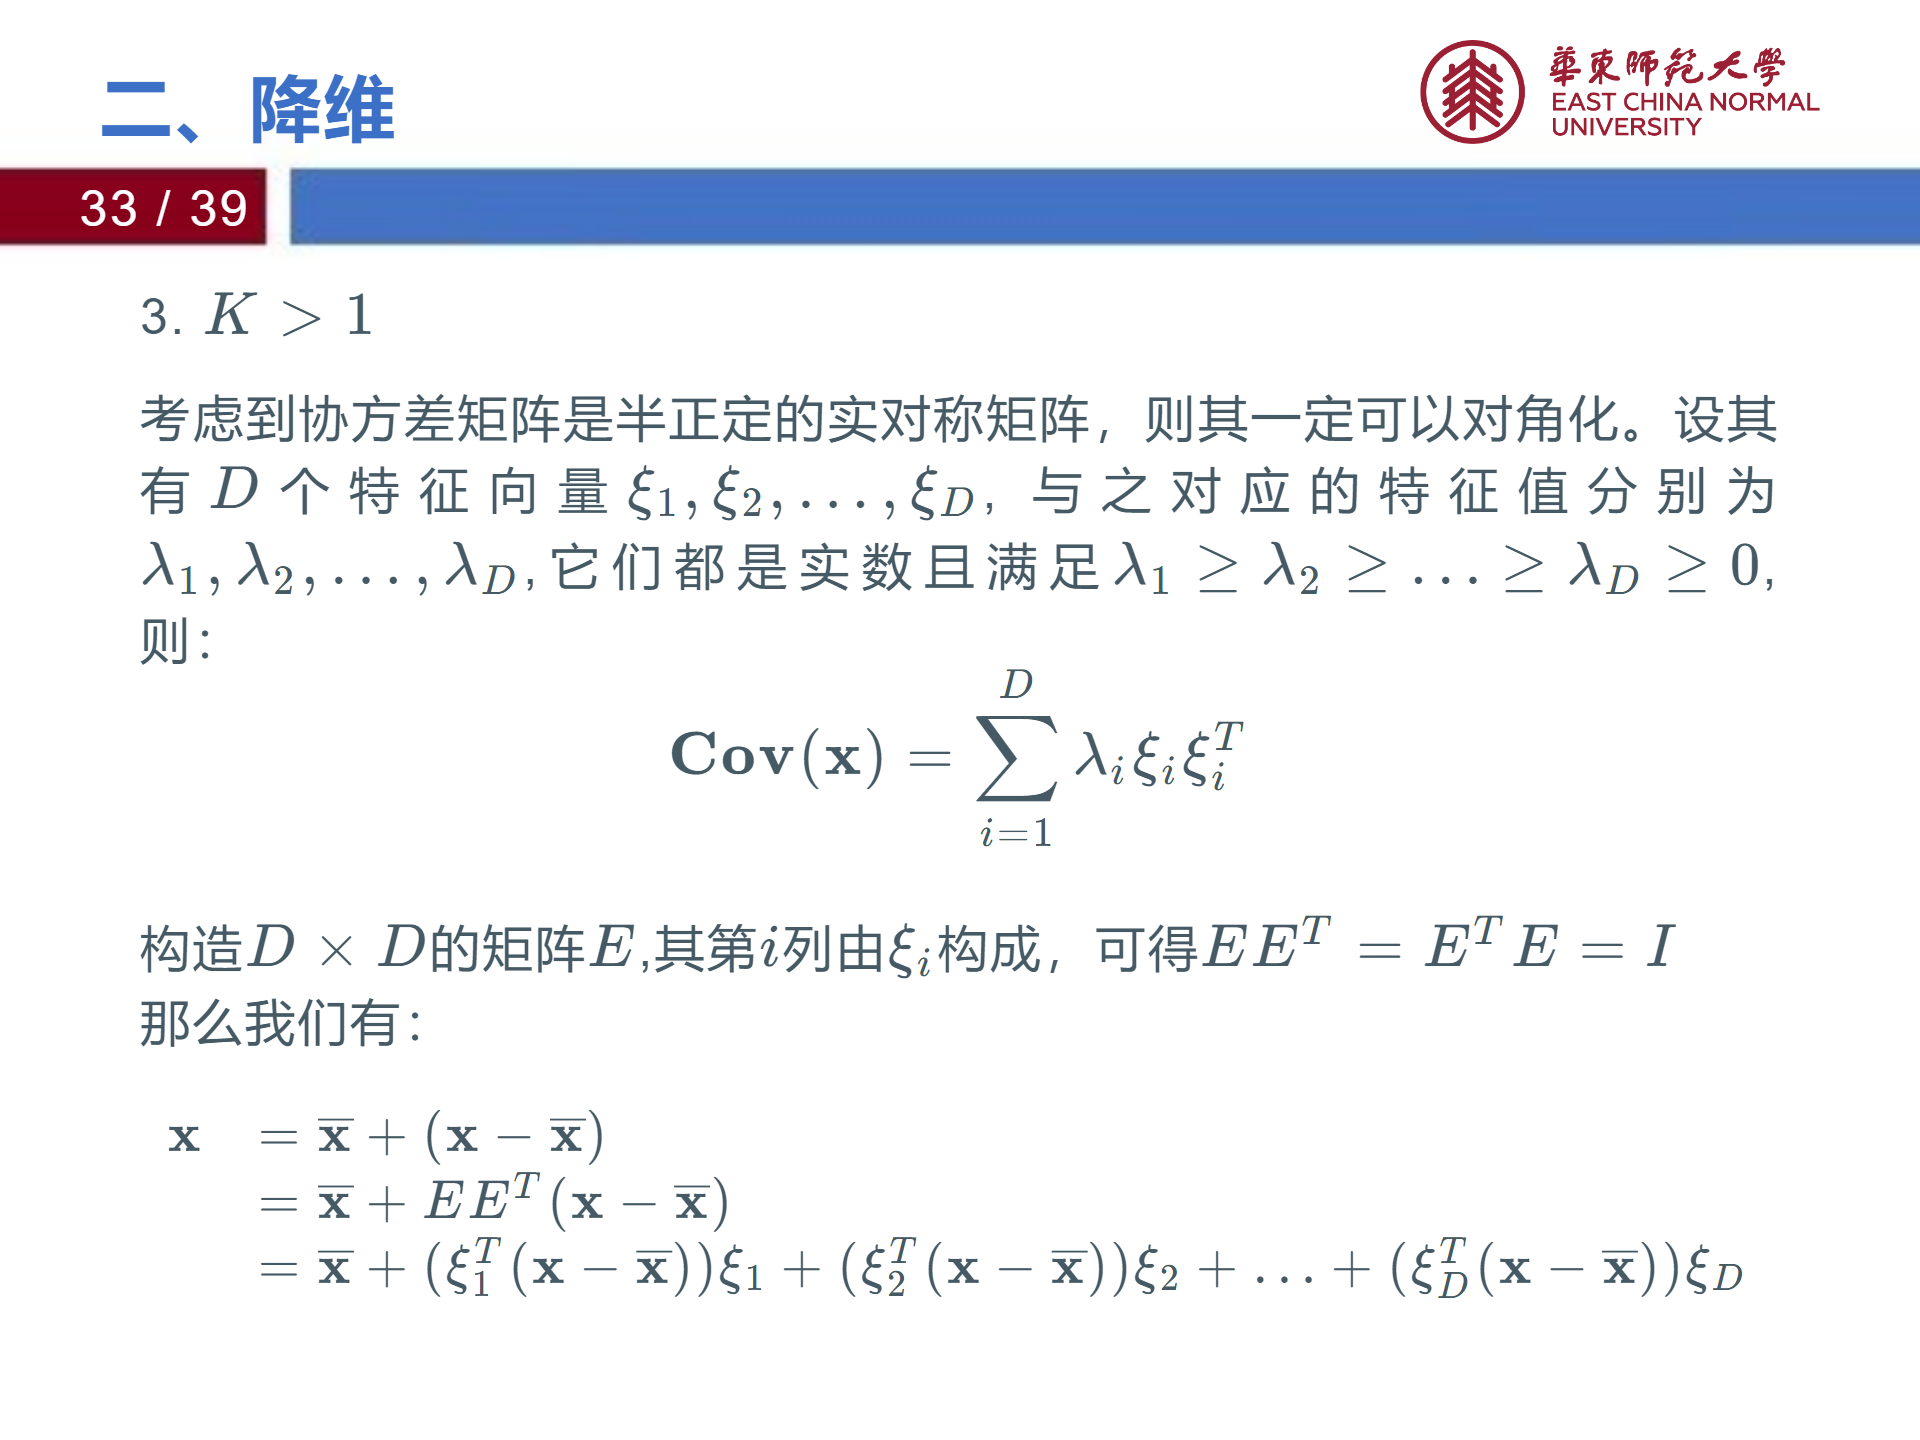 二、降维
華東師範大學
EAST CHINA NORMAL
UNIVERSITY
33 / 39
3. K > 1
考虑到协方差矩阵是半正定的实对称矩阵，则其一定可以对角化。设其
有 D 个特征向量 ξ₁, ξ₂, . . . , ξ_D, 与之对应的特征值分别为
λ₁, λ₂, . . . , λ_D, 它们都是实数且满足 λ₁ ≥ λ₂ ≥ . . . ≥ λ_D ≥ 0,
则：
Cov(x) = ∑_{i=1}^{D} λ_i ξ_i ξ_i^T
构造D × D的矩阵E,其第i列由ξ_i构成，可得EE^T = E^T E = I
那么我们有：
x = x̅ + (x − x̅)
= x̅ + EE^T(x − x̅)
= x̅ + (ξ_1^T(x − x̅))ξ₁ + (ξ_2^T(x − x̅))ξ₂ + . . . + (ξ_D^T(x − x̅))ξ_D